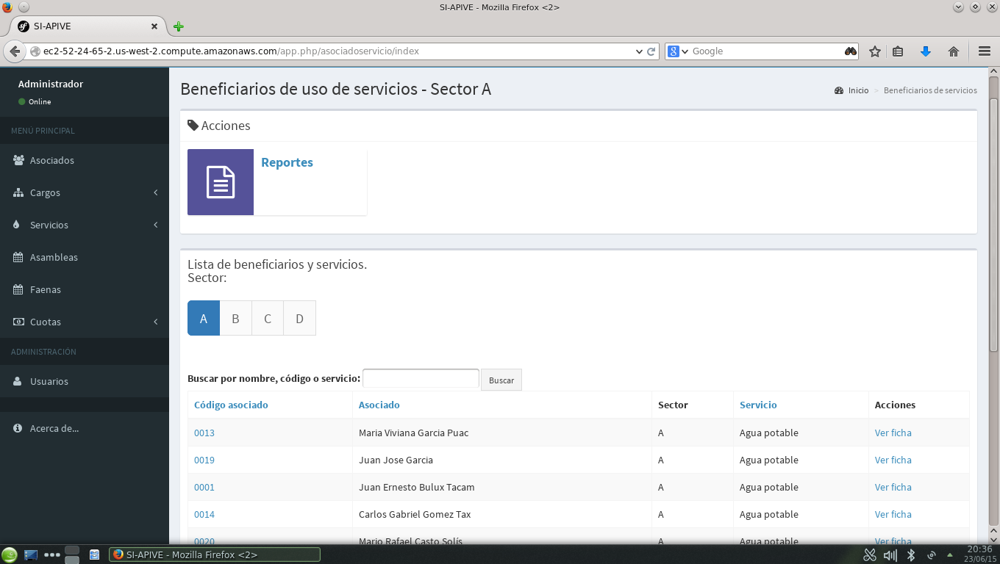 SI-APIVE - Mozilla Firefox <2>
SI-APIVE
ec2-52-24-65-2.us-west-2.compute.amazonaws.com/app.php/asociadoservicio/index
Google
Administrador
Online
MENÚ PRINCIPAL
Asociados
Cargos
Servicios
Asambleas
Faenas
Cuotas
ADMINISTRACIÓN
Usuarios
Acerca de...
Beneficiarios de uso de servicios - Sector A
Inicio > Beneficiarios de servicios
Acciones
Reportes
Lista de beneficiarios y servicios.
Sector:
A B C D
Buscar por nombre, código o servicio: Buscar
Código asociado Asociado Sector Servicio Acciones
0013 Maria Viviana Garcia Puac A Agua potable Ver ficha
0019 Juan Jose Garcia A Agua potable Ver ficha
0001 Juan Ernesto Bulux Tacam A Agua potable Ver ficha
0014 Carlos Gabriel Gomez Tax A Agua potable Ver ficha
0020 Mario Rafael Casto Solís A Agua potable Ver ficha
SI-APIVE - Mozilla Firefox <2>
20:36
23/06/15